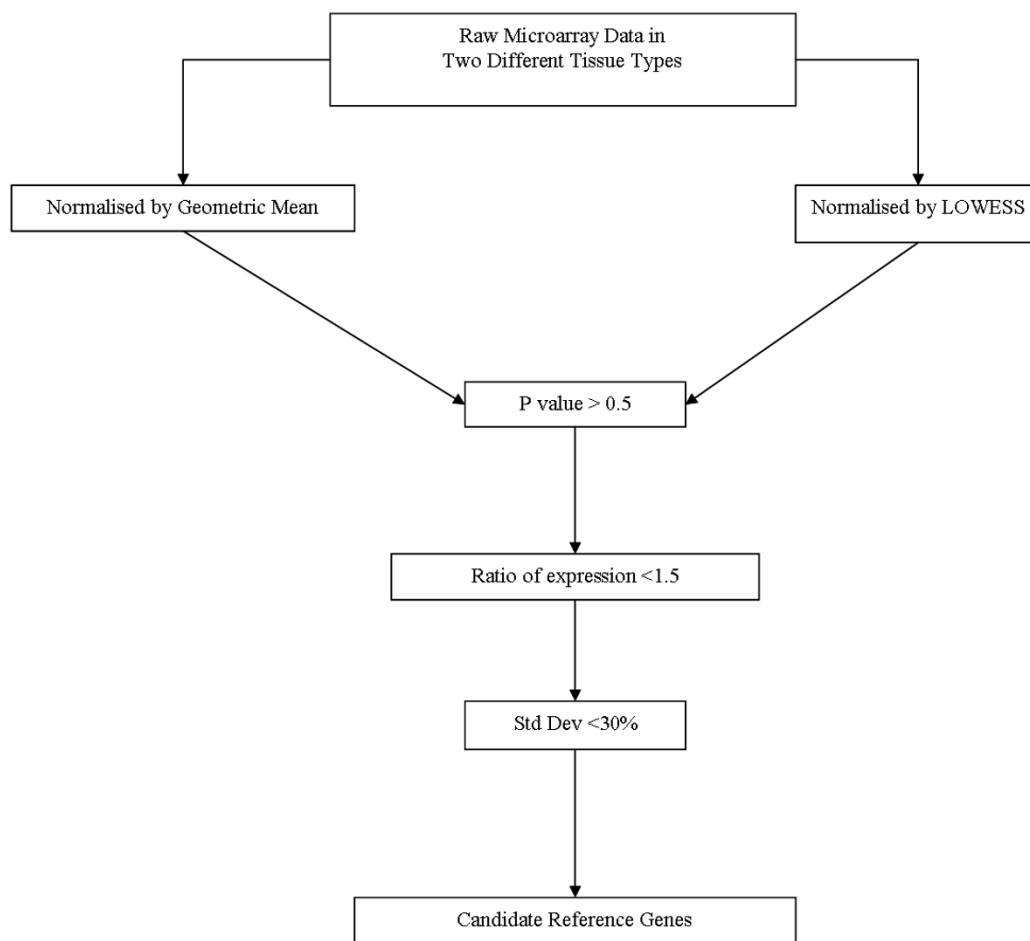 Raw Microarray Data in
Two Different Tissue Types
Normalised by Geometric Mean
Normalised by LOWESS
P value > 0.5
Ratio of expression <1.5
Std Dev <30%
Candidate Reference Genes